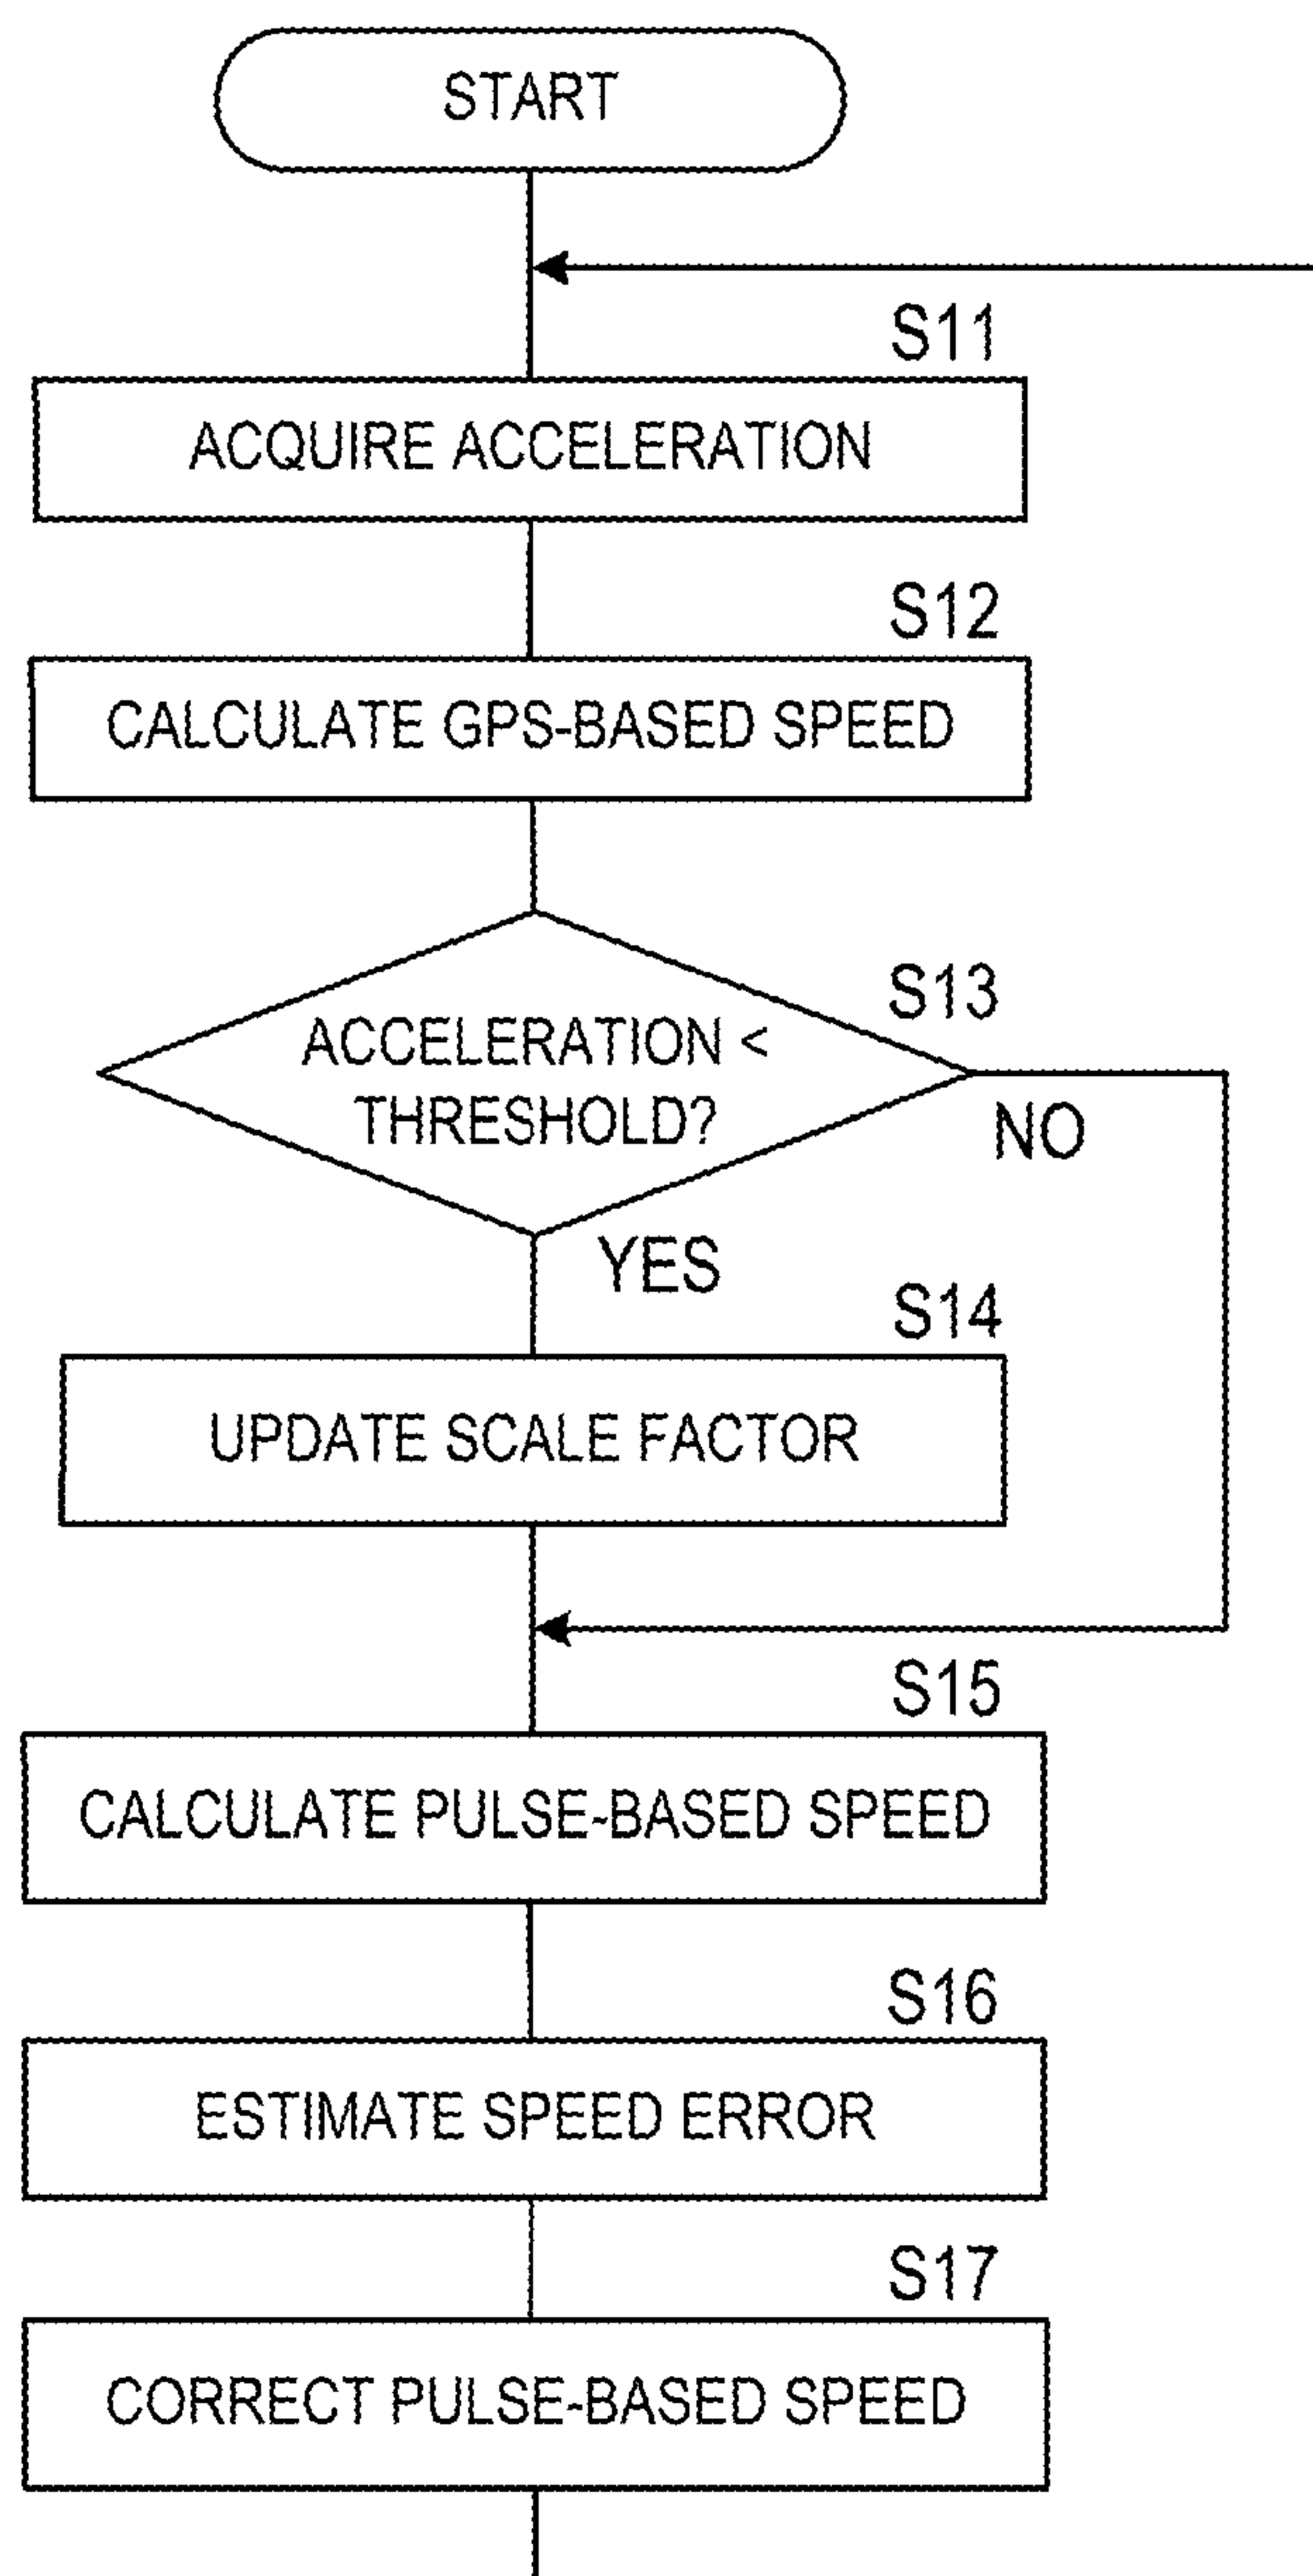 START
S11
ACQUIRE ACCELERATION
S12
CALCULATE GPS-BASED SPEED
S13
ACCELERATION <
THRESHOLD?
NO
YES
S14
UPDATE SCALE FACTOR
S15
CALCULATE PULSE-BASED SPEED
S16
ESTIMATE SPEED ERROR
S17
CORRECT PULSE-BASED SPEED